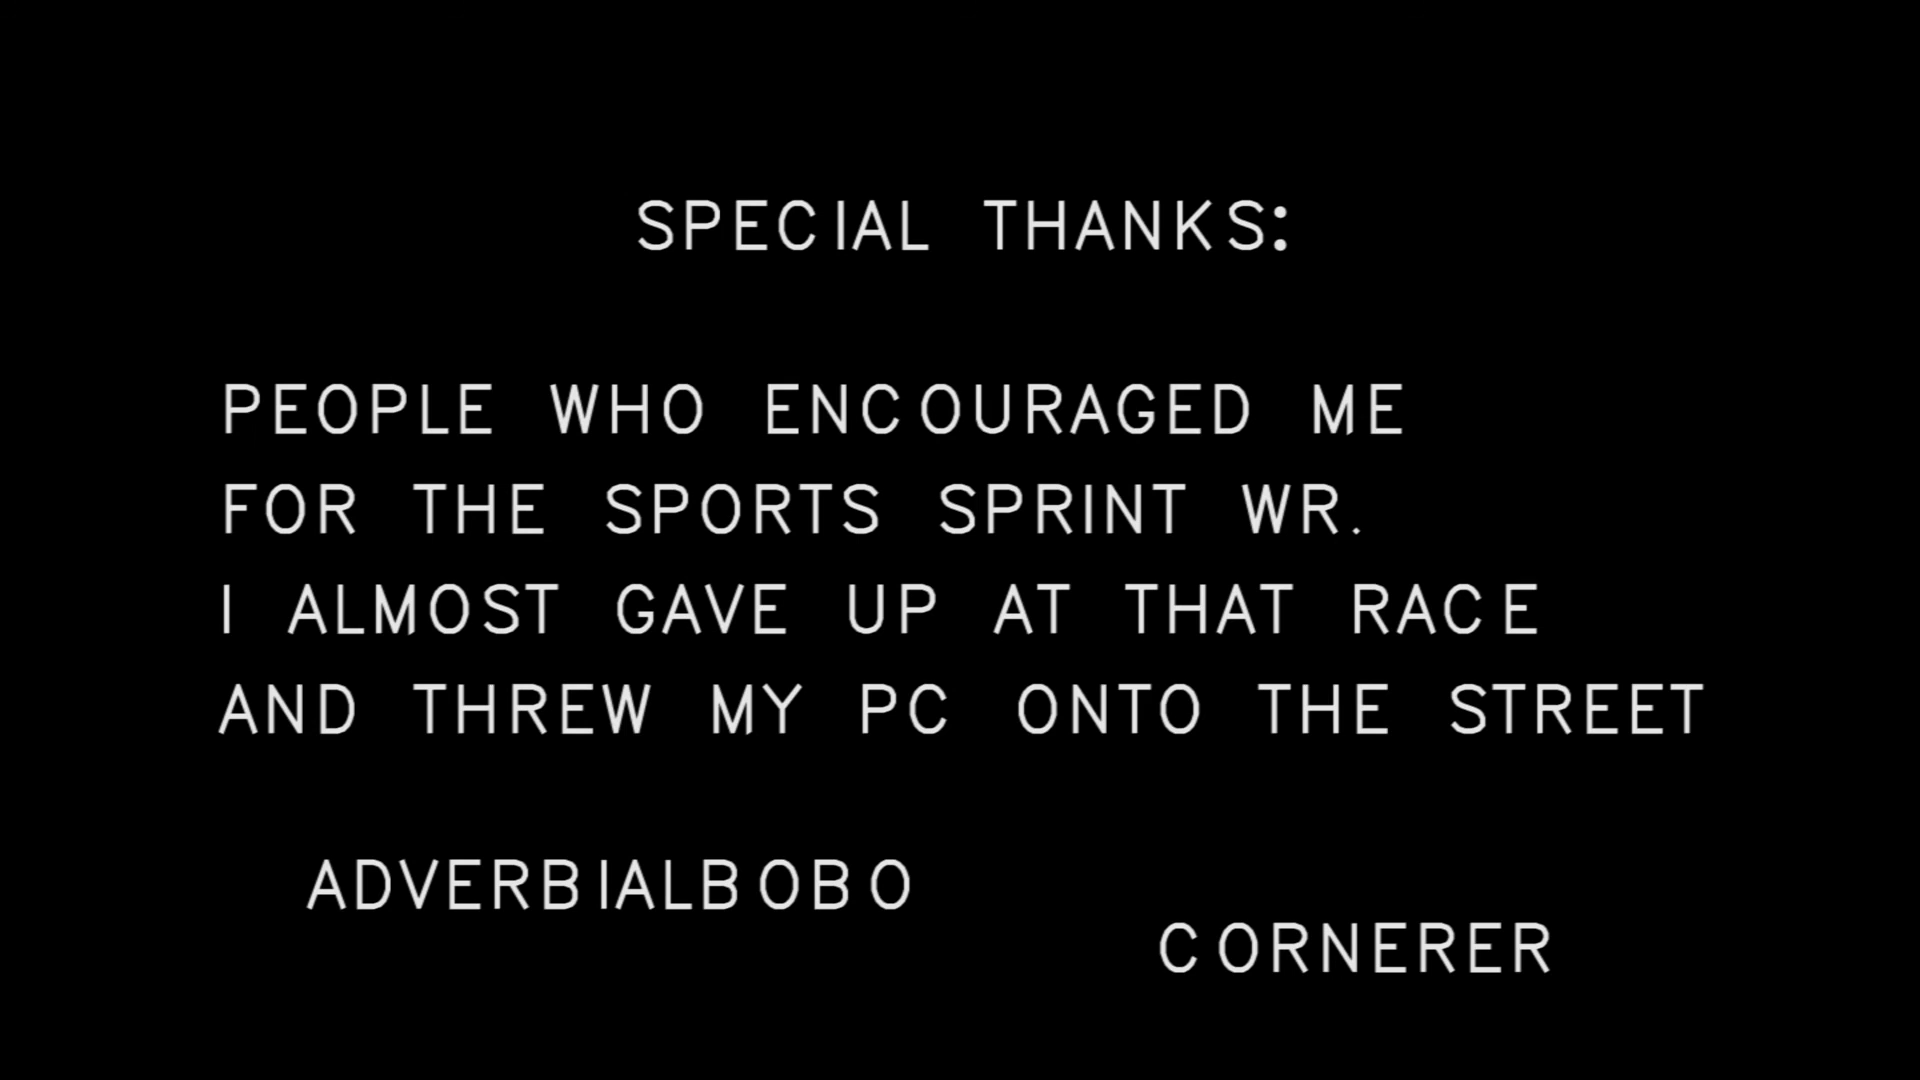 SPECIAL THANKS:
PEOPLE WHO ENCOURAGED ME
FOR THE SPORTS SPRINT WR.
I ALMOST GAVE UP AT THAT RACE
AND THREW MY PC ONTO THE STREET
ADVERBIALBOBO
CORNERER